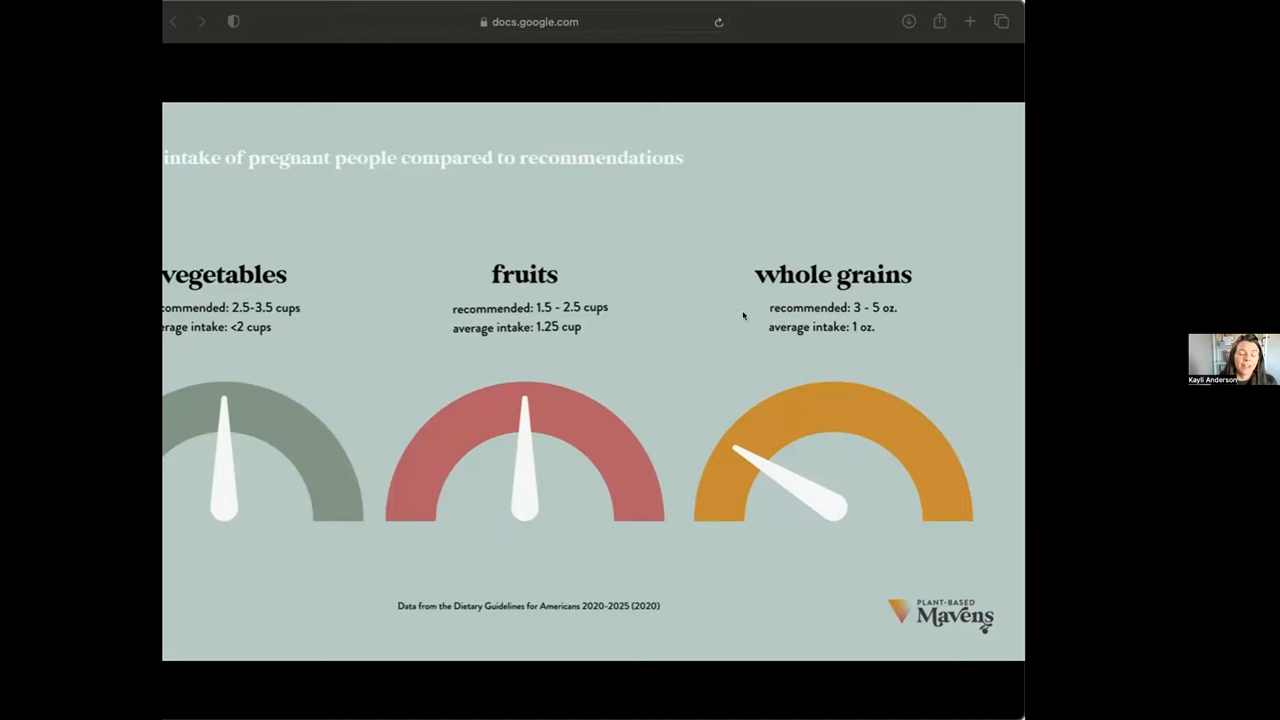 docs.google.com
intake of pregnant people compared to recommendations
vegetables
commended: 2.5-3.5 cups
erage intake: <2 cups
fruits
recommended: 1.5 - 2.5 cups
average intake: 1.25 cup
whole grains
recommended: 3 - 5 oz.
average intake: 1 oz.
Kayli Anderson
Data from the Dietary Guidelines for Americans 2020-2025 (2020)
PLANT-BASED
Mavens